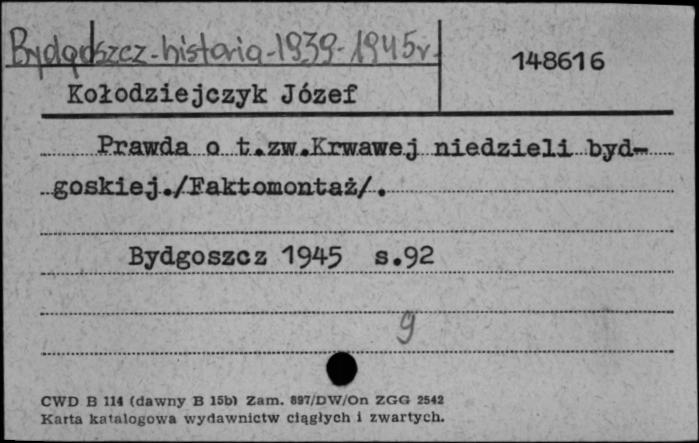 Bydgoszcz-historia-1939-1945r.
148616
Kołodziejczyk Józef
Prawda o t.zw.Krwawej niedzieli byd-
goskiej./Faktomontaż/.
Bydgoszcz 1945 s.92
g
CWD B 114 (dawny B 15b) Zam. 897/DW/On ZGG 2542
Karta katalogowa wydawnictw ciągłych i zwartych.